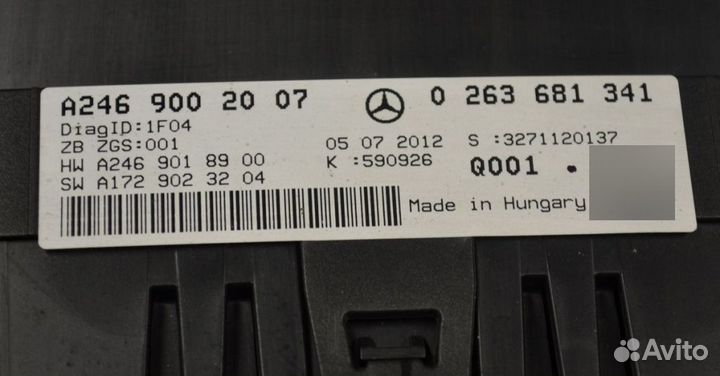 A246 900 20 07 0 263 681 341
DiagID:1F04
ZB ZGS:001 05 07 2012 S :3271120137
HW A246 901 89 00 K :590926 Q001 .
SW A172 902 32 04
Made in Hungary
Avito